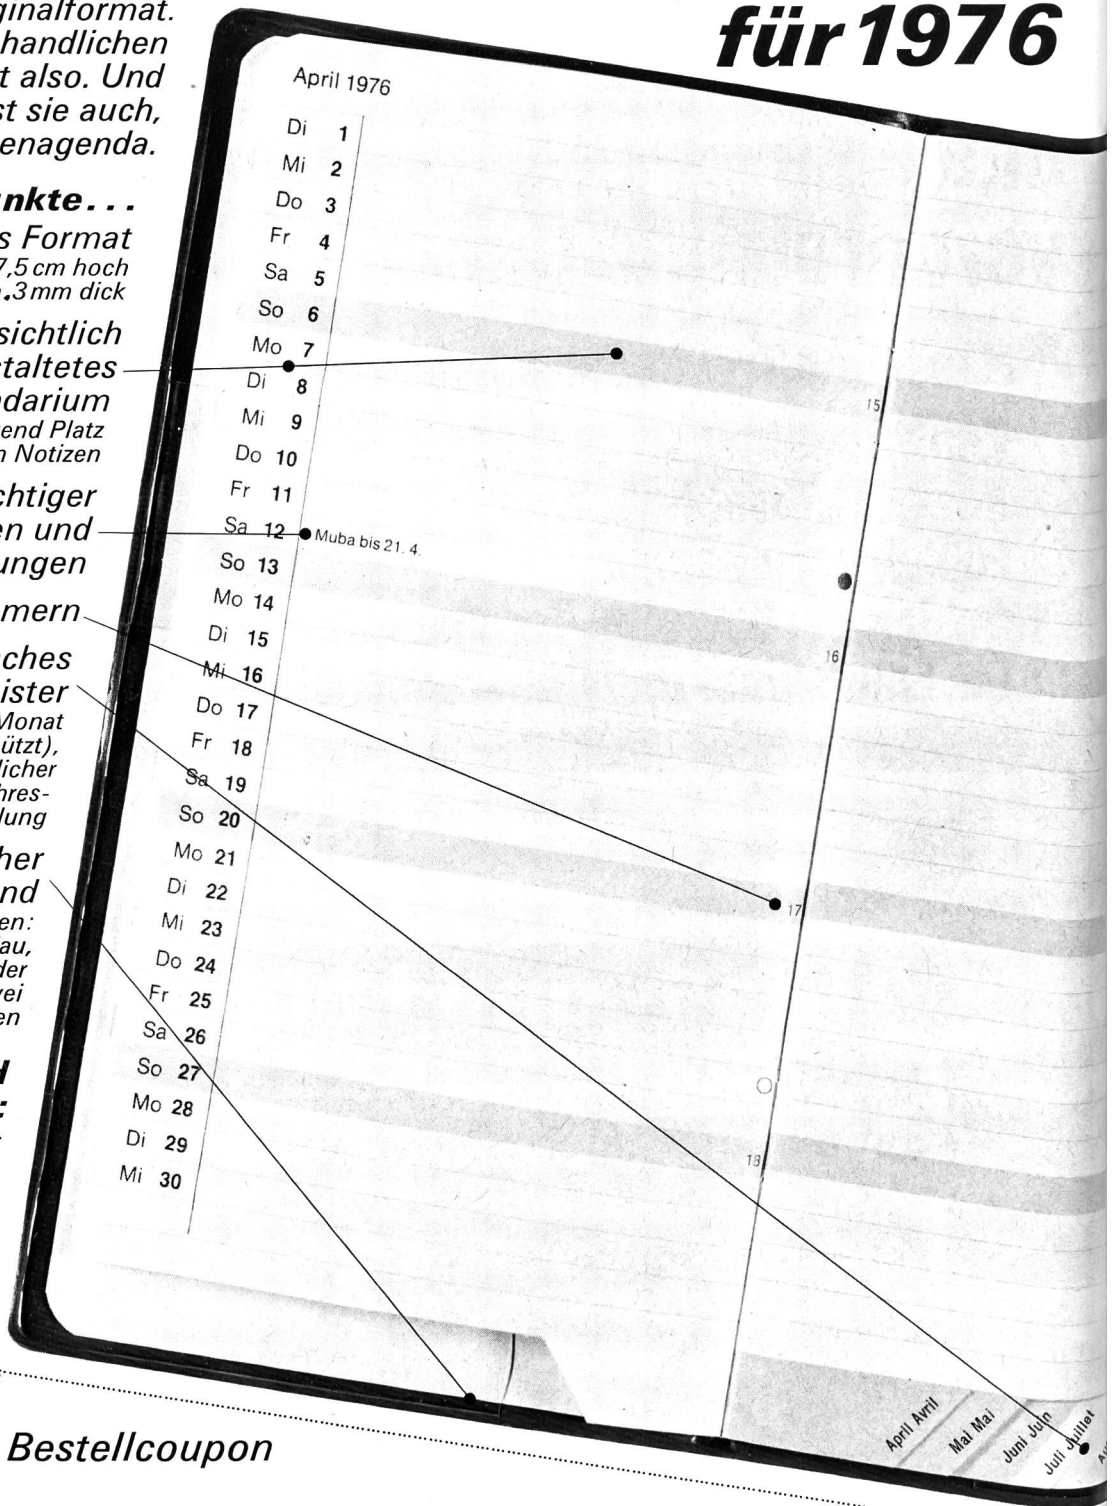 ginalformat.
handlichen
t also. Und
st sie auch,
enagenda.
nkte...
s Format
7,5 cm hoch
.3 mm dick
sichtlich
taltetes
darium
end Platz
n Notizen
chtiger
en und
ungen
mern
ches
ister
Monat
ützt),
licher
hres-
lung
her
nd
en:
au,
der
vei
en
für 1976
April 1976
Di 1
Mi 2
Do 3
Fr 4
Sa 5
So 6
Mo 7
Di 8
Mi 9
Do 10
Fr 11
Sa 12 Muba bis 21. 4.
So 13
Mo 14
Di 15
Mi 16
Do 17
Fr 18
Sa 19
So 20
Mo 21
Di 22
Mi 23
Do 24
Fr 25
Sa 26
So 27
Mo 28
Di 29
Mi 30
15
16
17
18
April Avril
Mai Mai
Juni Juin
Juli Juillet
Bestellcoupon